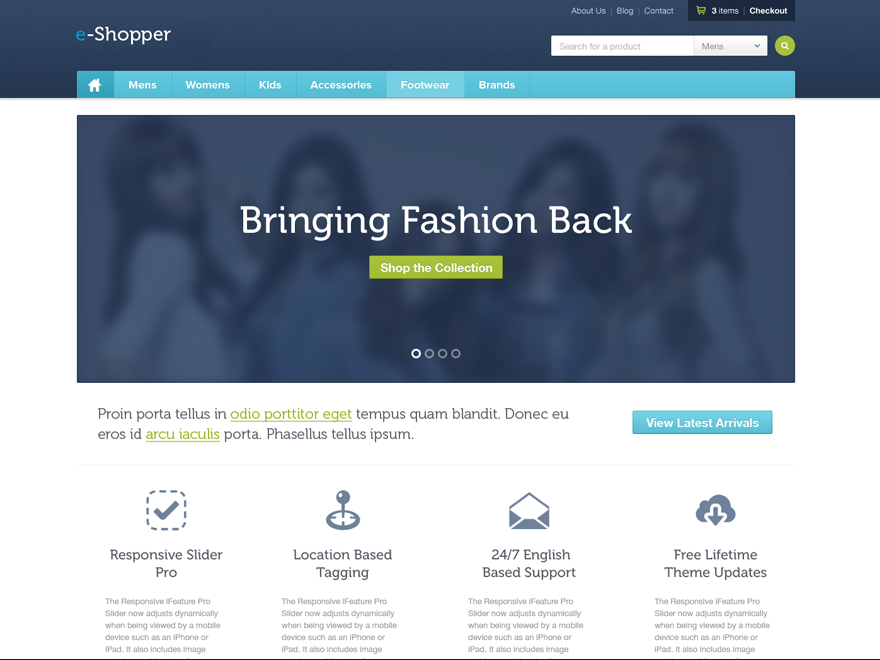 About Us | Blog | Contact
3 items | Checkout
e-Shopper
Search for a product
Mens
Mens
Womens
Kids
Accessories
Footwear
Brands
Bringing Fashion Back
Shop the Collection
Proin porta tellus in odio porttitor eget tempus quam blandit. Donec eu
eros id arcu iaculis porta. Phasellus tellus ipsum.
View Latest Arrivals
Responsive Slider
Pro
The Responsive iFeature Pro
Slider now adjusts dynamically
when being viewed by a mobile
device such as an iPhone or
iPad. It also includes image
Location Based
Tagging
The Responsive iFeature Pro
Slider now adjusts dynamically
when being viewed by a mobile
device such as an iPhone or
iPad. It also includes image
24/7 English
Based Support
The Responsive iFeature Pro
Slider now adjusts dynamically
when being viewed by a mobile
device such as an iPhone or
iPad. It also includes image
Free Lifetime
Theme Updates
The Responsive iFeature Pro
Slider now adjusts dynamically
when being viewed by a mobile
device such as an iPhone or
iPad. It also includes image